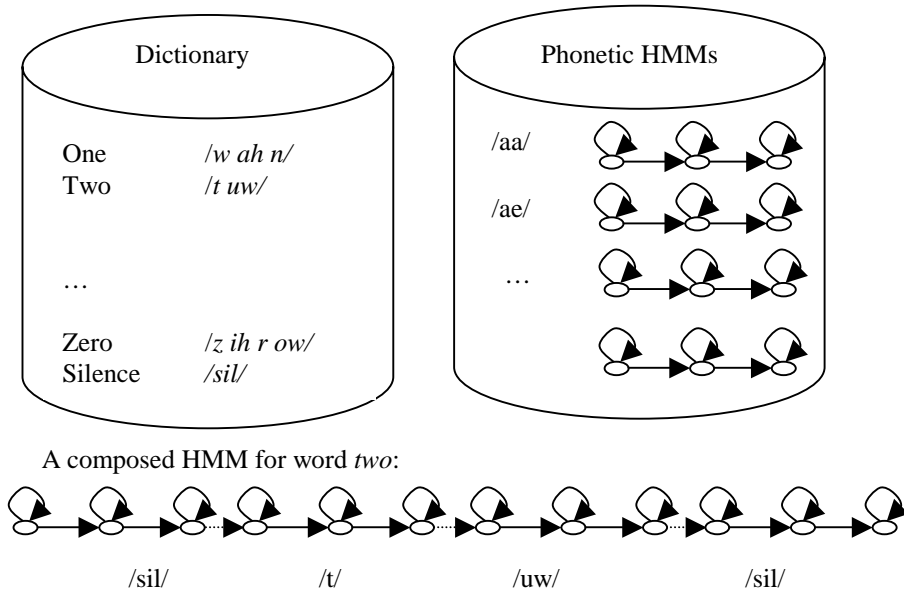 Dictionary
One /w ah n/
Two /t uw/
…
Zero /z ih r ow/
Silence /sil/
Phonetic HMMs
/aa/
/ae/
…
A composed HMM for word two:
/sil/ /t/ /uw/ /sil/